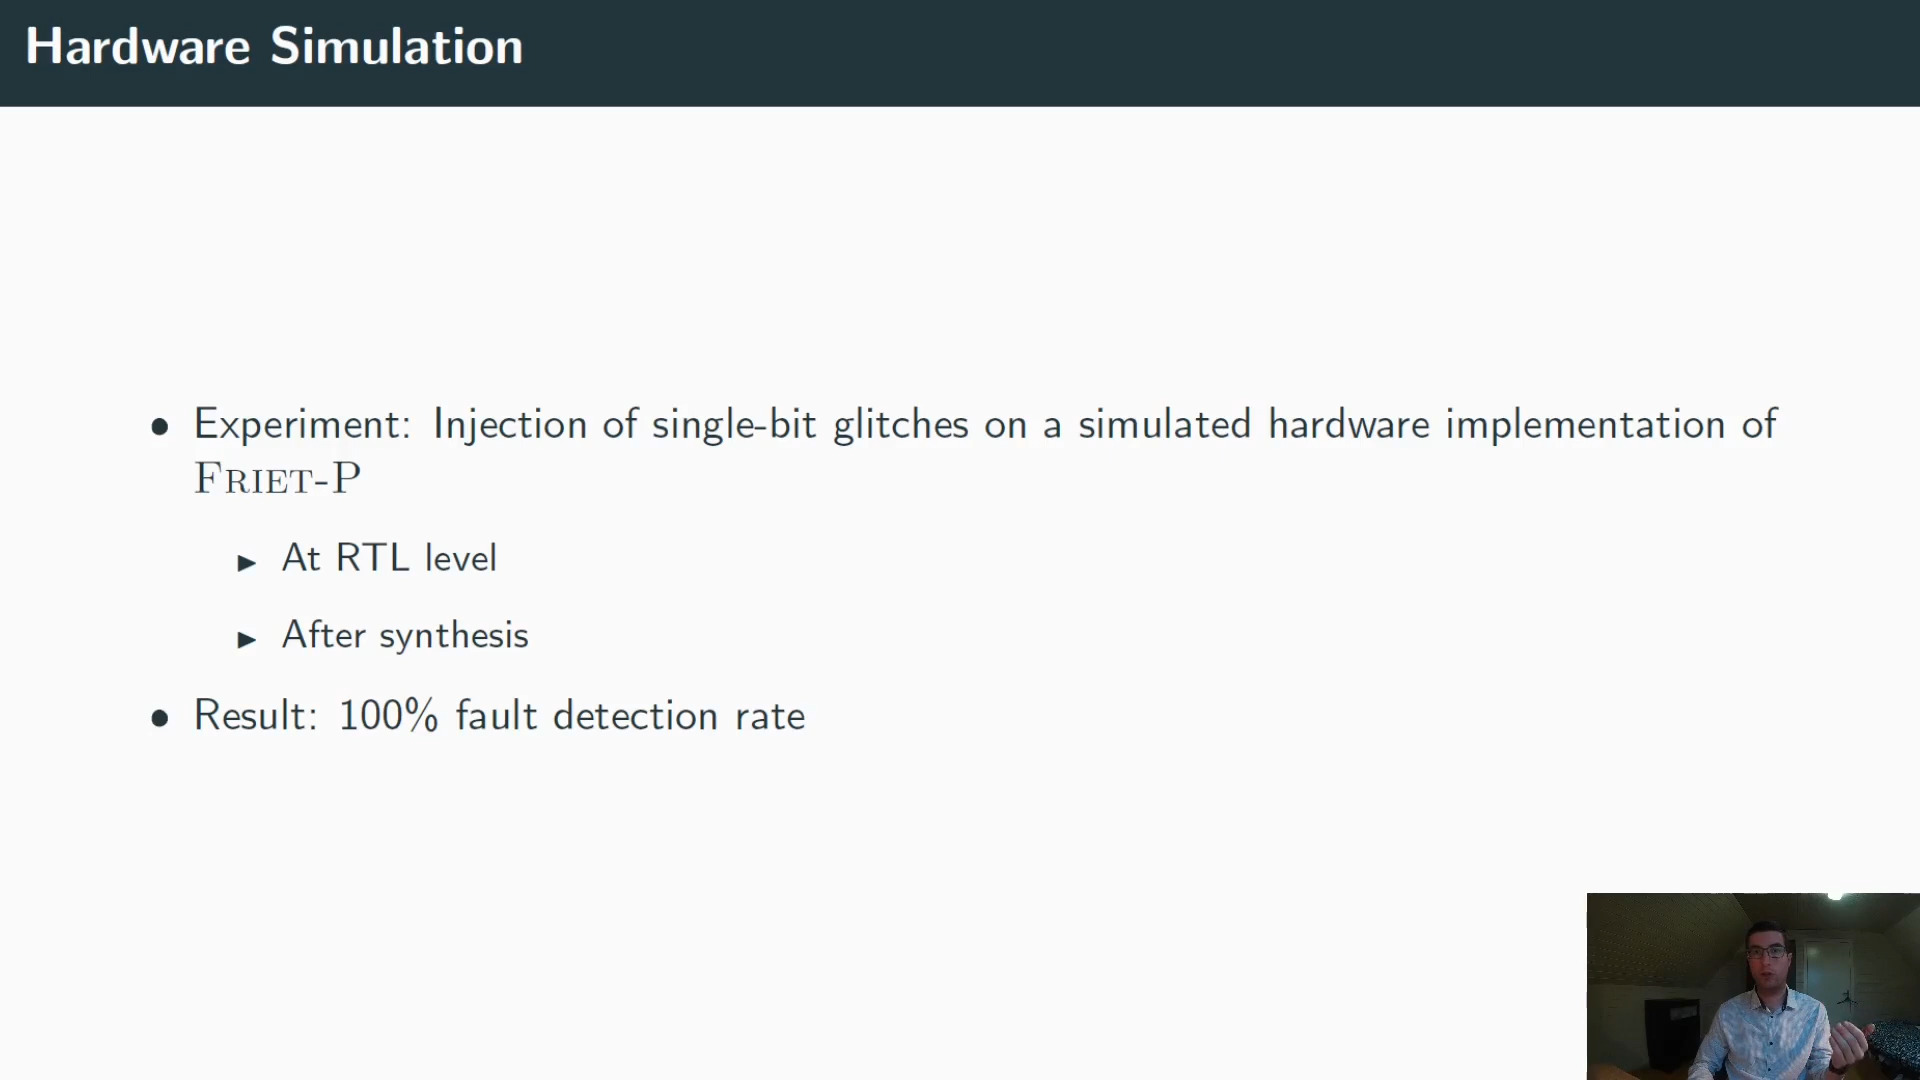 Hardware Simulation
• Experiment: Injection of single-bit glitches on a simulated hardware implementation of
FRIET-P
▶ At RTL level
▶ After synthesis
• Result: 100% fault detection rate